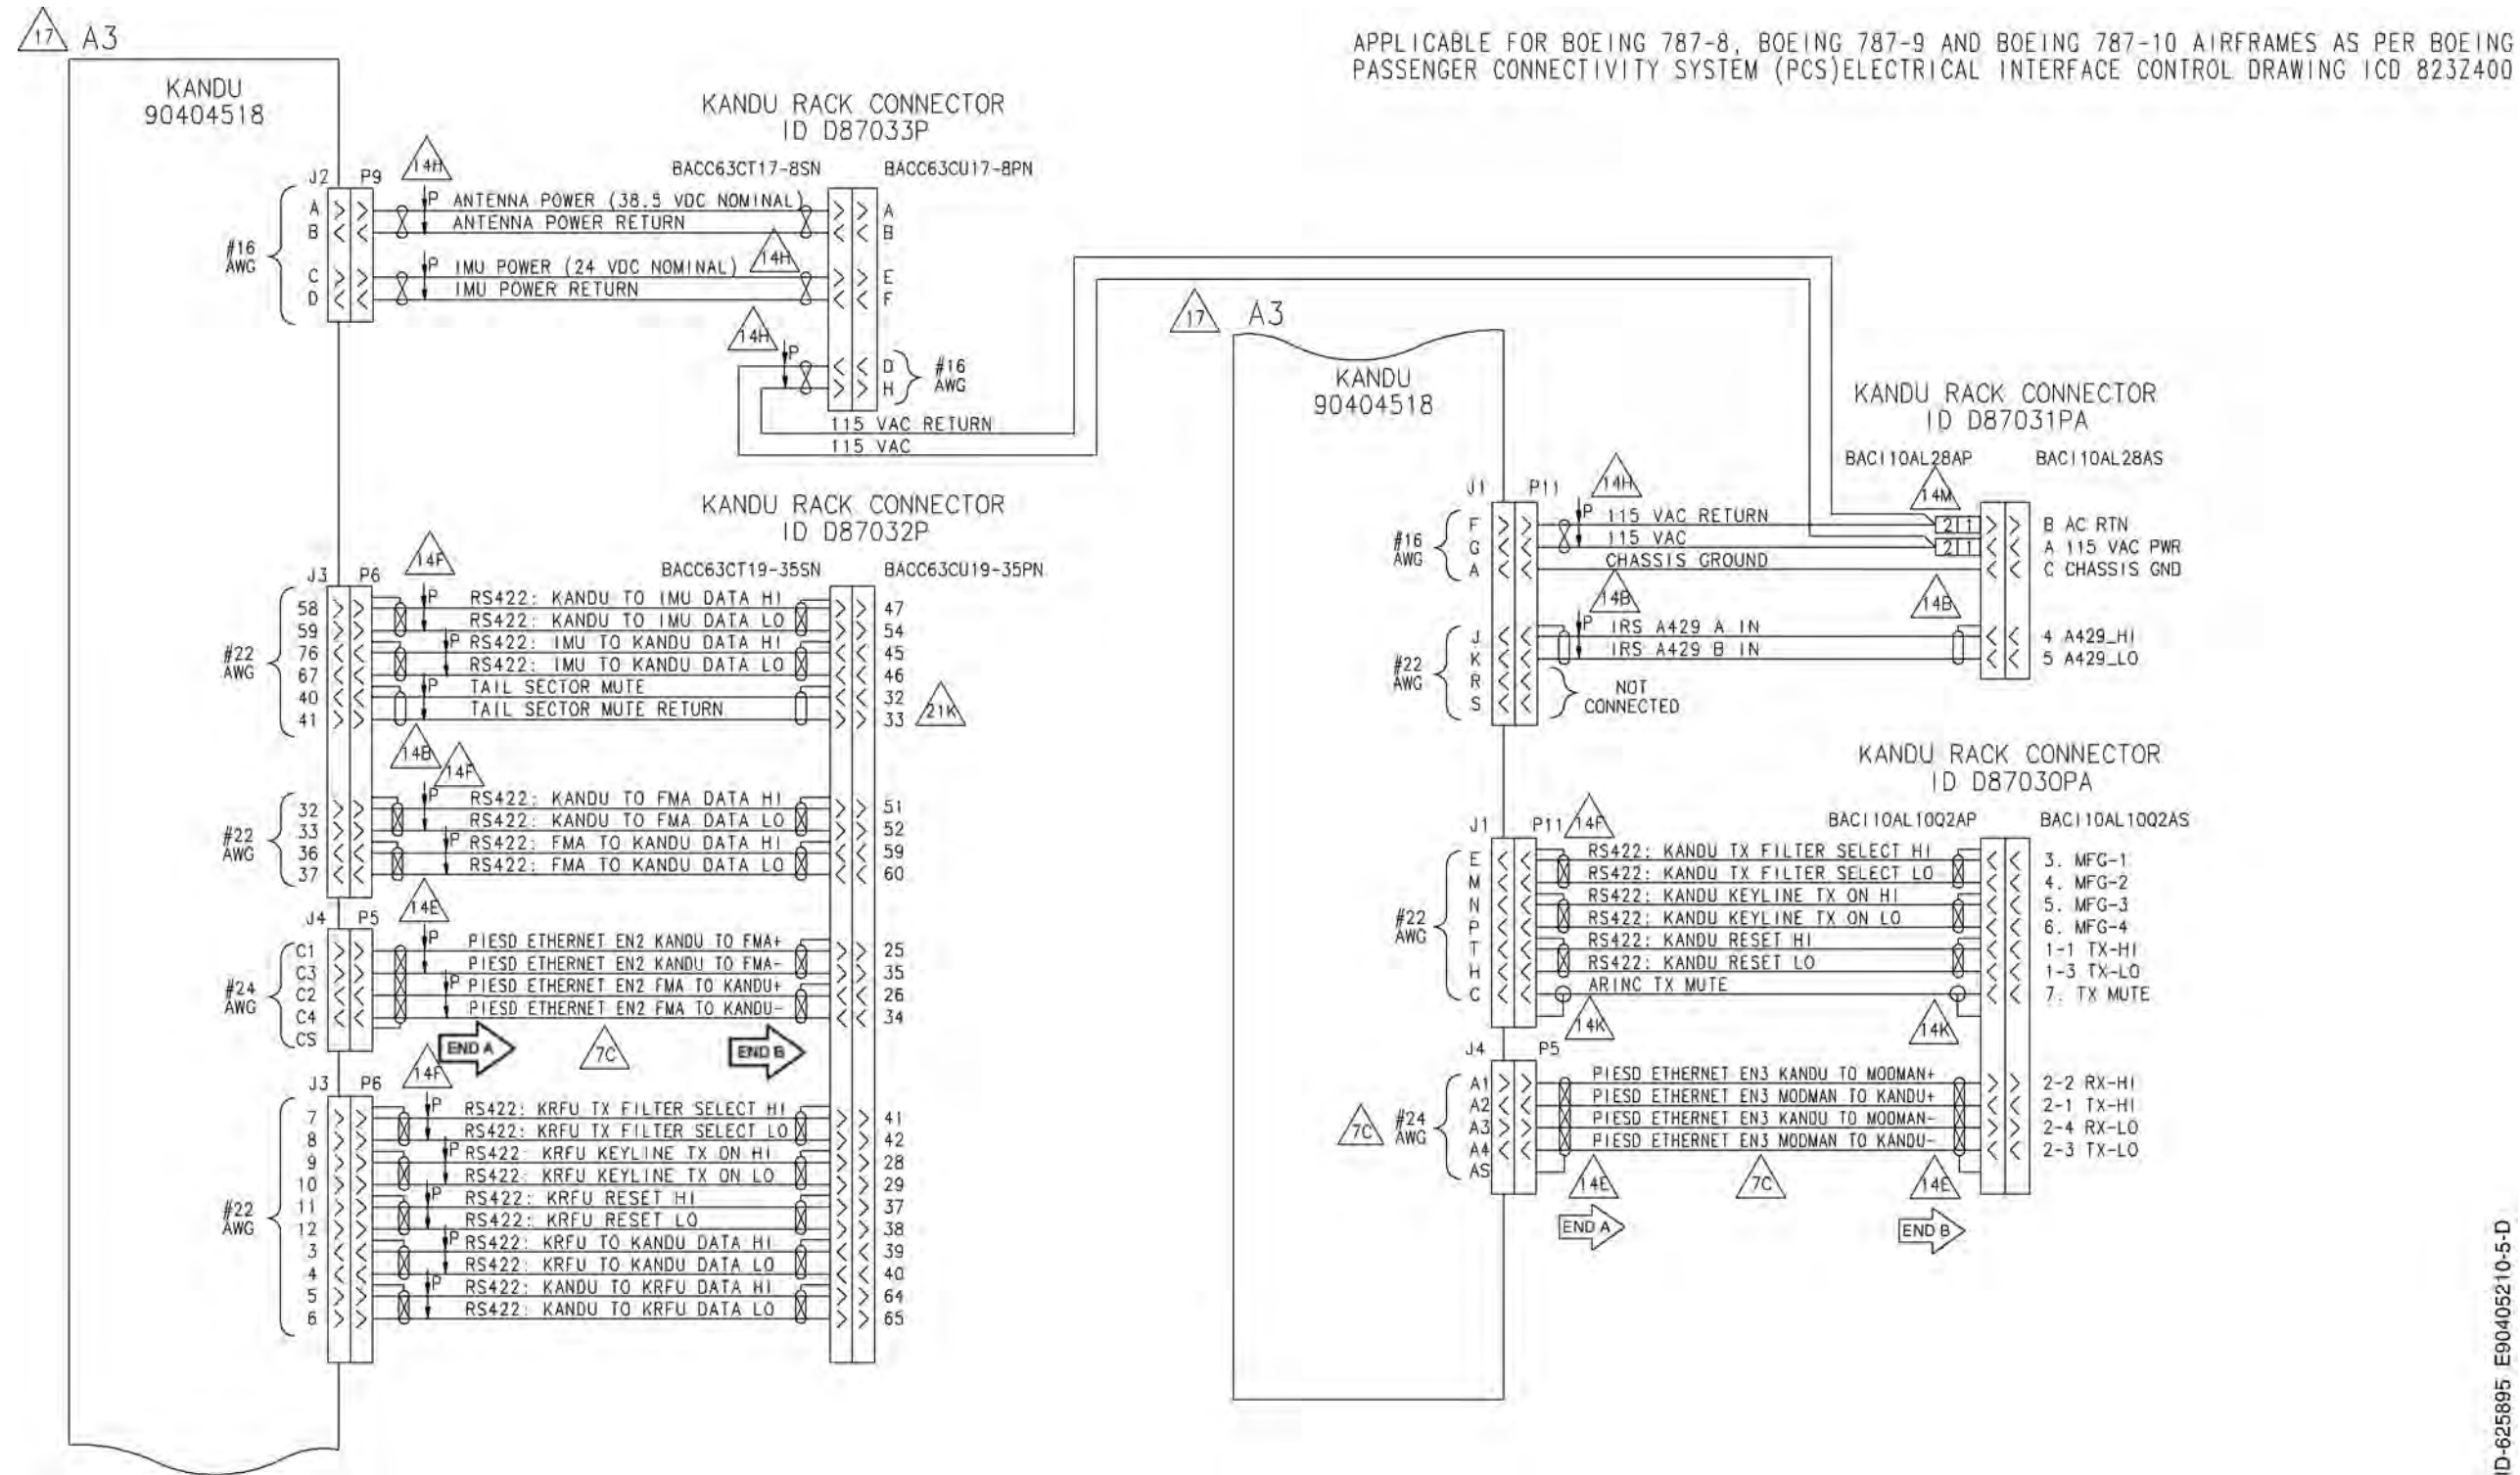 17 A3
APPLICABLE FOR BOEING 787-8, BOEING 787-9 AND BOEING 787-10 AIRFRAMES AS PER BOEING
PASSENGER CONNECTIVITY SYSTEM (PCS)ELECTRICAL INTERFACE CONTROL DRAWING ICD 823Z400
KANDU
90404518
KANDU RACK CONNECTOR
ID D87033P
BACC63CT17-8SN BACC63CU17-8PN
14H
J2 P9
#16
AWG
A P ANTENNA POWER (38.5 VDC NOMINAL) A
B ANTENNA POWER RETURN B
C P IMU POWER (24 VDC NOMINAL) 14H E
D IMU POWER RETURN F
14H
P
D
H
#16
AWG
115 VAC RETURN
115 VAC
KANDU RACK CONNECTOR
ID D87032P
BACC63CT19-35SN BACC63CU19-35PN
14F
J3 P6
#22
AWG
58 P RS422: KANDU TO IMU DATA HI 47
59 RS422: KANDU TO IMU DATA LO 54
76 P RS422: IMU TO KANDU DATA HI 45
67 RS422: IMU TO KANDU DATA LO 46
40 P TAIL SECTOR MUTE 32
41 TAIL SECTOR MUTE RETURN 33 21K
14B 14F
#22
AWG
32 P RS422: KANDU TO FMA DATA HI 51
33 RS422: KANDU TO FMA DATA LO 52
36 P RS422: FMA TO KANDU DATA HI 59
37 RS422: FMA TO KANDU DATA LO 60
14E
J4 P5
#24
AWG
C1 P PIESD ETHERNET EN2 KANDU TO FMA+ 25
C3 PIESD ETHERNET EN2 KANDU TO FMA- 35
C2 P PIESD ETHERNET EN2 FMA TO KANDU+ 26
C4 PIESD ETHERNET EN2 FMA TO KANDU- 34
CS
END A 7C END B
14F
J3 P6
#22
AWG
7 P RS422: KRFU TX FILTER SELECT HI 41
8 RS422: KRFU TX FILTER SELECT LO 42
9 P RS422: KRFU KEYLINE TX ON HI 28
10 RS422: KRFU KEYLINE TX ON LO 29
11 P RS422: KRFU RESET HI 37
12 RS422: KRFU RESET LO 38
3 P RS422: KRFU TO KANDU DATA HI 39
4 RS422: KRFU TO KANDU DATA LO 40
5 P RS422: KANDU TO KRFU DATA HI 64
6 RS422: KANDU TO KRFU DATA LO 65
17 A3
KANDU
90404518
KANDU RACK CONNECTOR
ID D87031PA
BACI10AL28AP BACI10AL28AS
14H 14M
J1 P11
#16
AWG
F P 115 VAC RETURN 2 1 B AC RTN
G 115 VAC 2 1 A 115 VAC PWR
A CHASSIS GROUND C CHASSIS GND
14B 14B
#22
AWG
J P IRS A429 A IN 4 A429_HI
K IRS A429 B IN 5 A429_LO
R
S
NOT
CONNECTED
KANDU RACK CONNECTOR
ID D87030PA
BACI10AL10Q2AP BACI10AL10Q2AS
J1 P11 14F
#22
AWG
E RS422: KANDU TX FILTER SELECT HI 3. MFG-1
M RS422: KANDU TX FILTER SELECT LO 4. MFG-2
N RS422: KANDU KEYLINE TX ON HI 5. MFG-3
P RS422: KANDU KEYLINE TX ON LO 6. MFG-4
T RS422: KANDU RESET HI 1-1 TX-HI
H RS422: KANDU RESET LO 1-3 TX-LO
C ARINC TX MUTE 7. TX MUTE
14K 14K
J4 P5
7C #24
AWG
A1 PIESD ETHERNET EN3 KANDU TO MODMAN+ 2-2 RX-HI
A2 PIESD ETHERNET EN3 MODMAN TO KANDU+ 2-1 TX-HI
A3 PIESD ETHERNET EN3 KANDU TO MODMAN- 2-4 RX-LO
A4 PIESD ETHERNET EN3 MODMAN TO KANDU- 2-3 TX-LO
AS
14E 7C 14E
END A END B
ID-625895 E90405210-5-D